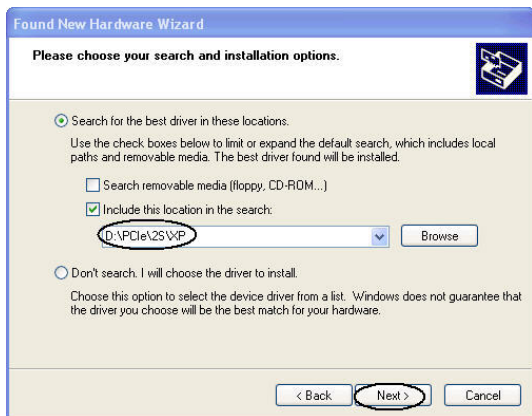 Found New Hardware Wizard
Please choose your search and installation options.
Search for the best driver in these locations.
Use the check boxes below to limit or expand the default search, which includes local
paths and removable media. The best driver found will be installed.
Search removable media (floppy, CD-ROM...)
Include this location in the search:
D:\PCIe\2S\XP
Browse
Don't search. I will choose the driver to install.
Choose this option to select the device driver from a list. Windows does not guarantee that
the driver you choose will be the best match for your hardware.
< Back
Next >
Cancel